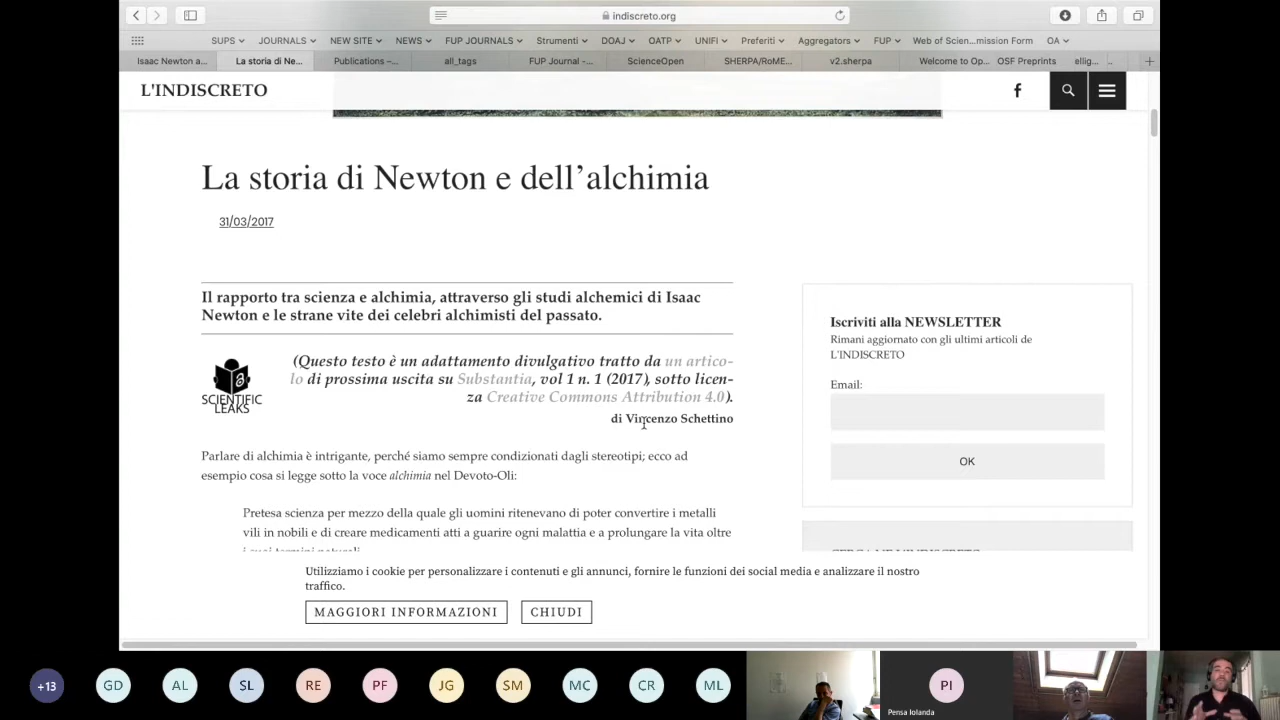 indiscreto.org
SUPS JOURNALS NEW SITE NEWS FUP JOURNALS Strumenti DOAJ OATP UNIFI Preferiti Aggregators FUP Web of Scien...mission Form OA
Isaac Newton a... La storia di Ne... Publications –... all_tags FUP Journal -... ScienceOpen SHERPA/RoME... v2.sherpa Welcome to Op... OSF Preprints ellig...
L'INDISCRETO
La storia di Newton e dell'alchimia
31/03/2017
Il rapporto tra scienza e alchimia, attraverso gli studi alchemici di Isaac
Newton e le strane vite dei celebri alchimisti del passato.
SCIENTIFIC
LEAKS
(Questo testo è un adattamento divulgativo tratto da un artico-
lo di prossima uscita su Substantia, vol 1 n. 1 (2017), sotto licen-
za Creative Commons Attribution 4.0).
di Vincenzo Schettino
Parlare di alchimia è intrigante, perché siamo sempre condizionati dagli stereotipi; ecco ad
esempio cosa si legge sotto la voce alchimia nel Devoto-Oli:
Pretesa scienza per mezzo della quale gli uomini ritenevano di poter convertire i metalli
vili in nobili e di creare medicamenti atti a guarire ogni malattia e a prolungare la vita oltre
Iscriviti alla NEWSLETTER
Rimani aggiornato con gli ultimi articoli de
L'INDISCRETO
Email:
OK
Utilizziamo i cookie per personalizzare i contenuti e gli annunci, fornire le funzioni dei social media e analizzare il nostro
traffico.
MAGGIORI INFORMAZIONI CHIUDI
+13 GD AL SL RE PF JG SM MC CR ML PI
Pensa Iolanda